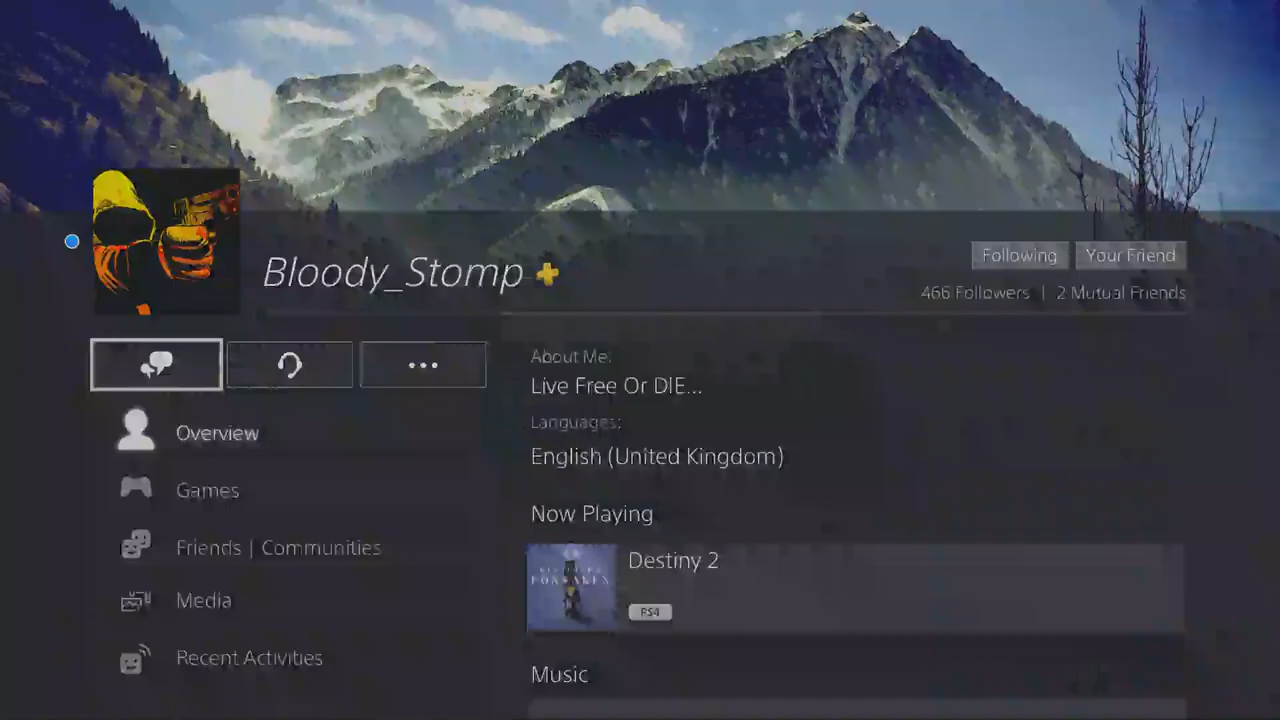 Bloody_Stomp
Following
Your Friend
466 Followers | 2 Mutual Friends
About Me:
Live Free Or DIE...
Languages:
English (United Kingdom)
Overview
Games
Friends | Communities
Media
Recent Activities
Now Playing
FORSAKEN
Destiny 2
PS4
Music